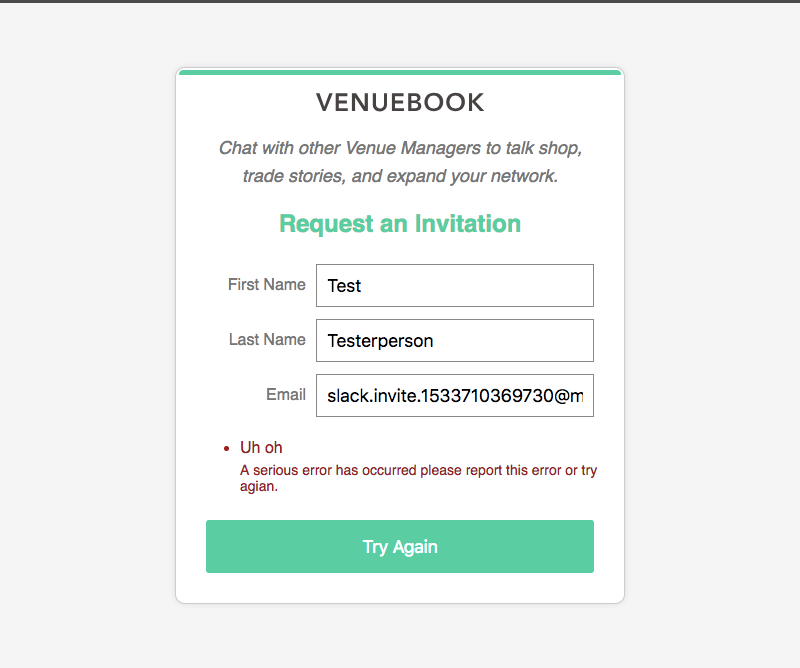 VENUEBOOK
Chat with other Venue Managers to talk shop,
trade stories, and expand your network.
Request an Invitation
First Name Test
Last Name Testerperson
Email slack.invite.1533710369730@m
Uh oh
A serious error has occurred please report this error or try
agian.
Try Again